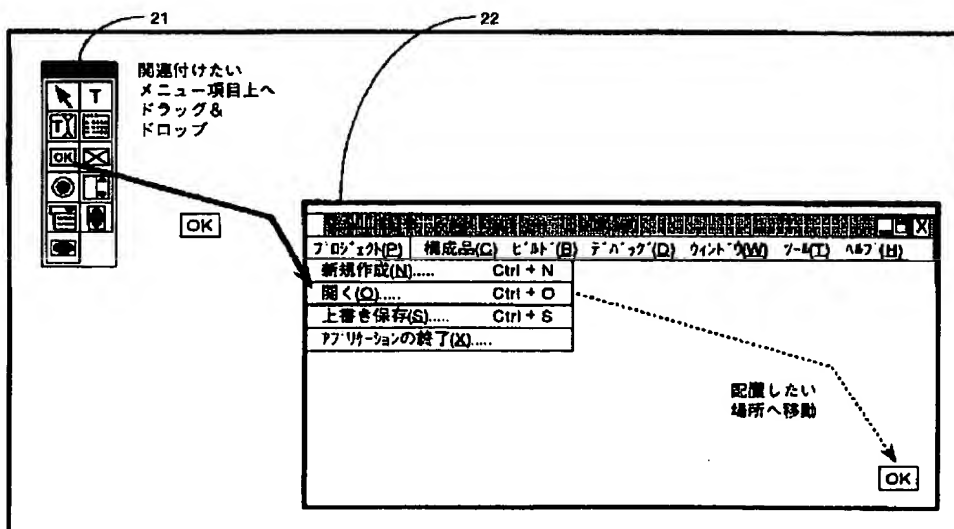 21
22
関連付けたい
メニュー項目上へ
ドラッグ&
ドロップ
T
T
OK
OK
プロジェクト(P) 構成品(C) ビルド(B) デバッグ(D) ウィンドウ(W) ツール(T) ヘルプ(H)
新規作成(N)..... Ctrl + N
開く(O)..... Ctrl + O
上書き保存(S)..... Ctrl + S
アプリケーションの終了(X).....
配置したい
場所へ移動
OK